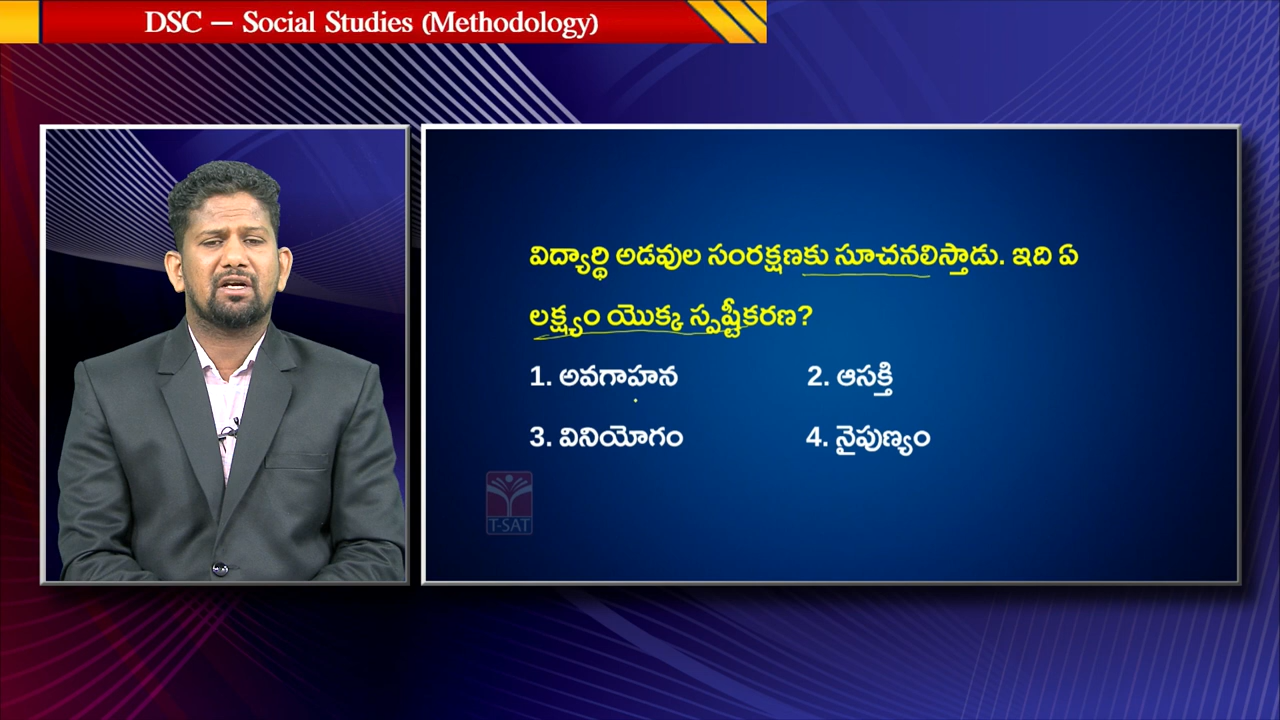 DSC – Social Studies (Methodology)
విద్యార్థి అడవుల సంరక్షణకు సూచనలిస్తాడు. ఇది ఏ
లక్ష్యం యొక్క స్పష్టీకరణ?
1. అవగాహన 2. ఆసక్తి
3. వినియోగం 4. నైపుణ్యం
T-SAT